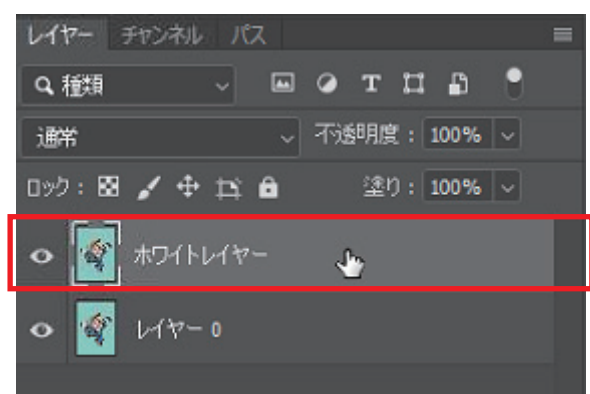 レイヤー チャンネル パス
種類
通常 不透明度： 100%
ロック： 塗り： 100%
ホワイトレイヤー
レイヤー 0